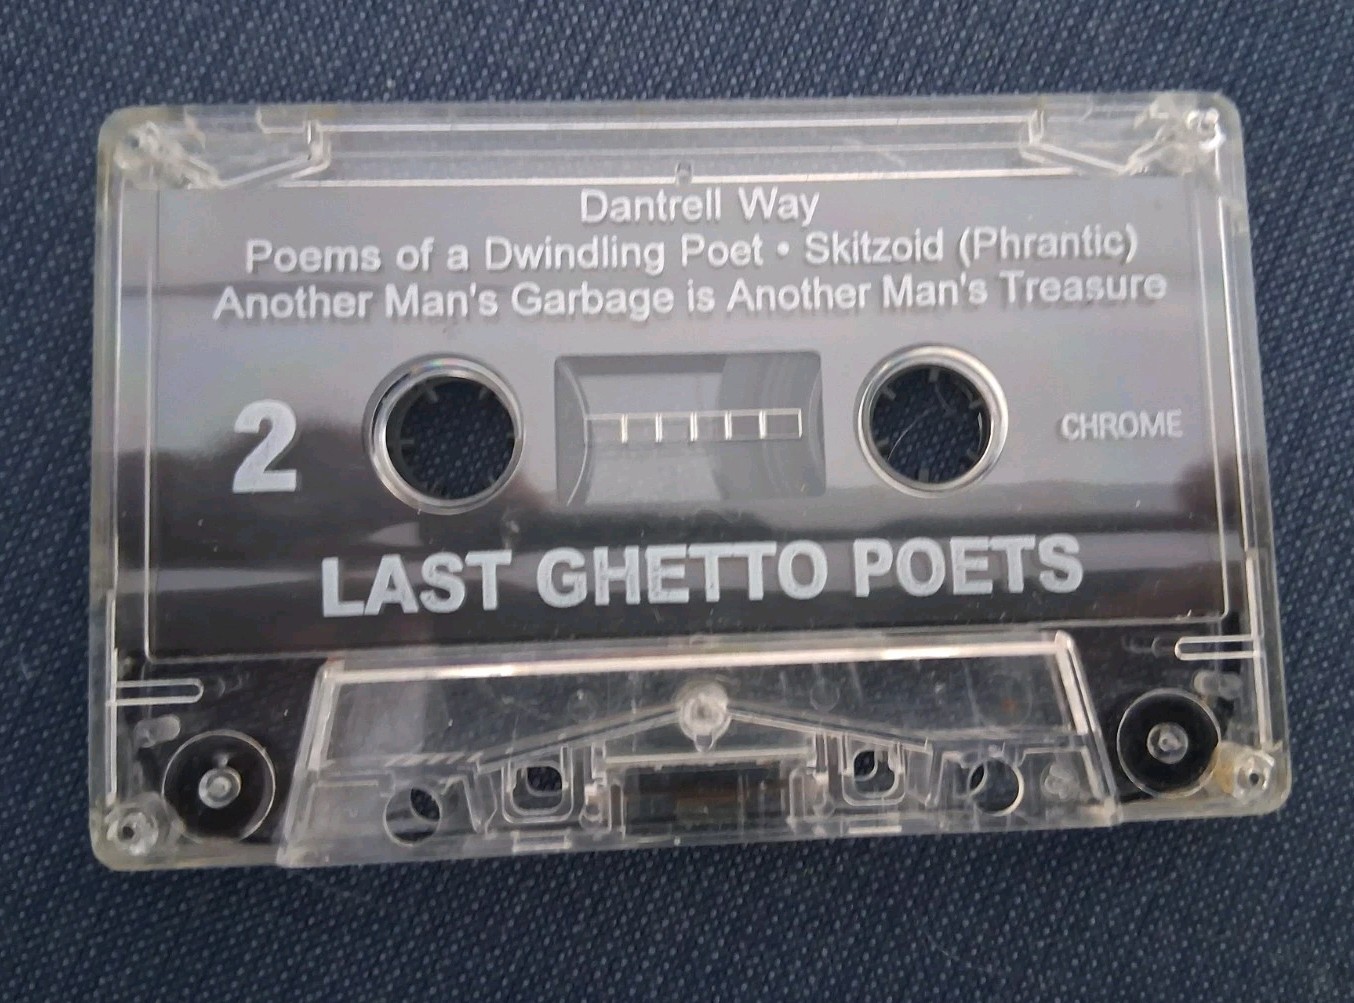 Dantrell Way
Poems of a Dwindling Poet • Skitzoid (Phrantic)
Another Man's Garbage is Another Man's Treasure
2
CHROME
LAST GHETTO POETS